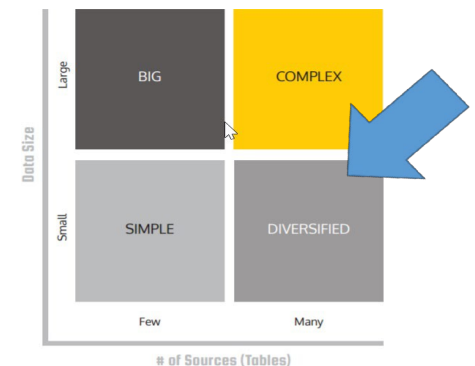 Large
BIG
COMPLEX
Data Size
Small
SIMPLE
DIVERSIFIED
Few
Many
# of Sources (Tables)